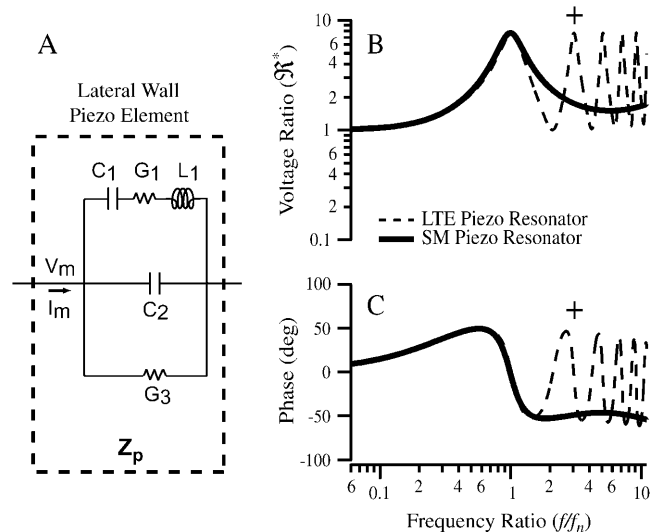 A
Lateral Wall
Piezo Element
C1 G1 L1
Vm
Im
C2
G3
Zp
B
+
Voltage Ratio (ℜ*)
10
8
6
4
2
1
8
6
4
2
0.1
LTE Piezo Resonator
SM Piezo Resonator
C
+
Phase (deg)
100
50
0
-50
-100
6 0.1 2 4 6 1 2 4 6 10
Frequency Ratio (f/fn)